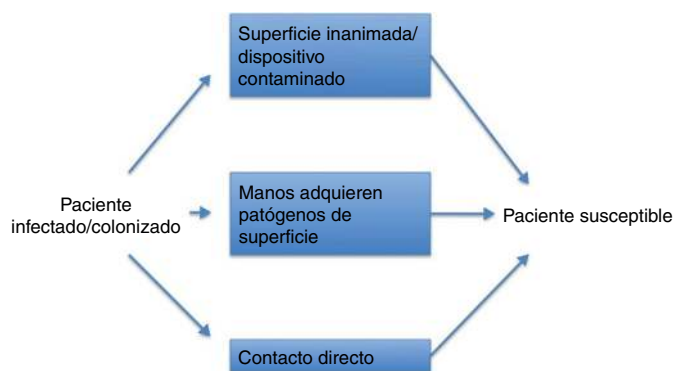 Superficie inanimada/
dispositivo
contaminado
Paciente
infectado/colonizado
Manos adquieren
patógenos de
superficie
Paciente susceptible
Contacto directo